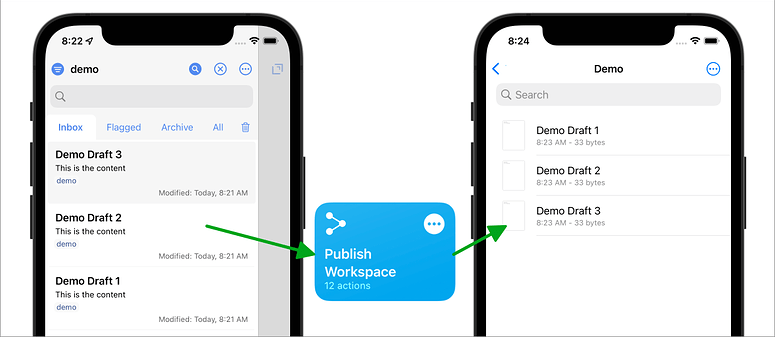 8:22
demo
Inbox Flagged Archive All
Demo Draft 3
This is the content
demo
Modified: Today, 8:21 AM
Demo Draft 2
This is the content
demo
Modified: Today, 8:21 AM
Demo Draft 1
This is the content
demo
Modified: Today, 8:21 AM
Publish
Workspace
12 actions
8:24
Demo
Search
Demo Draft 1
8:23 AM - 33 bytes
Demo Draft 2
8:23 AM - 33 bytes
Demo Draft 3
8:23 AM - 33 bytes